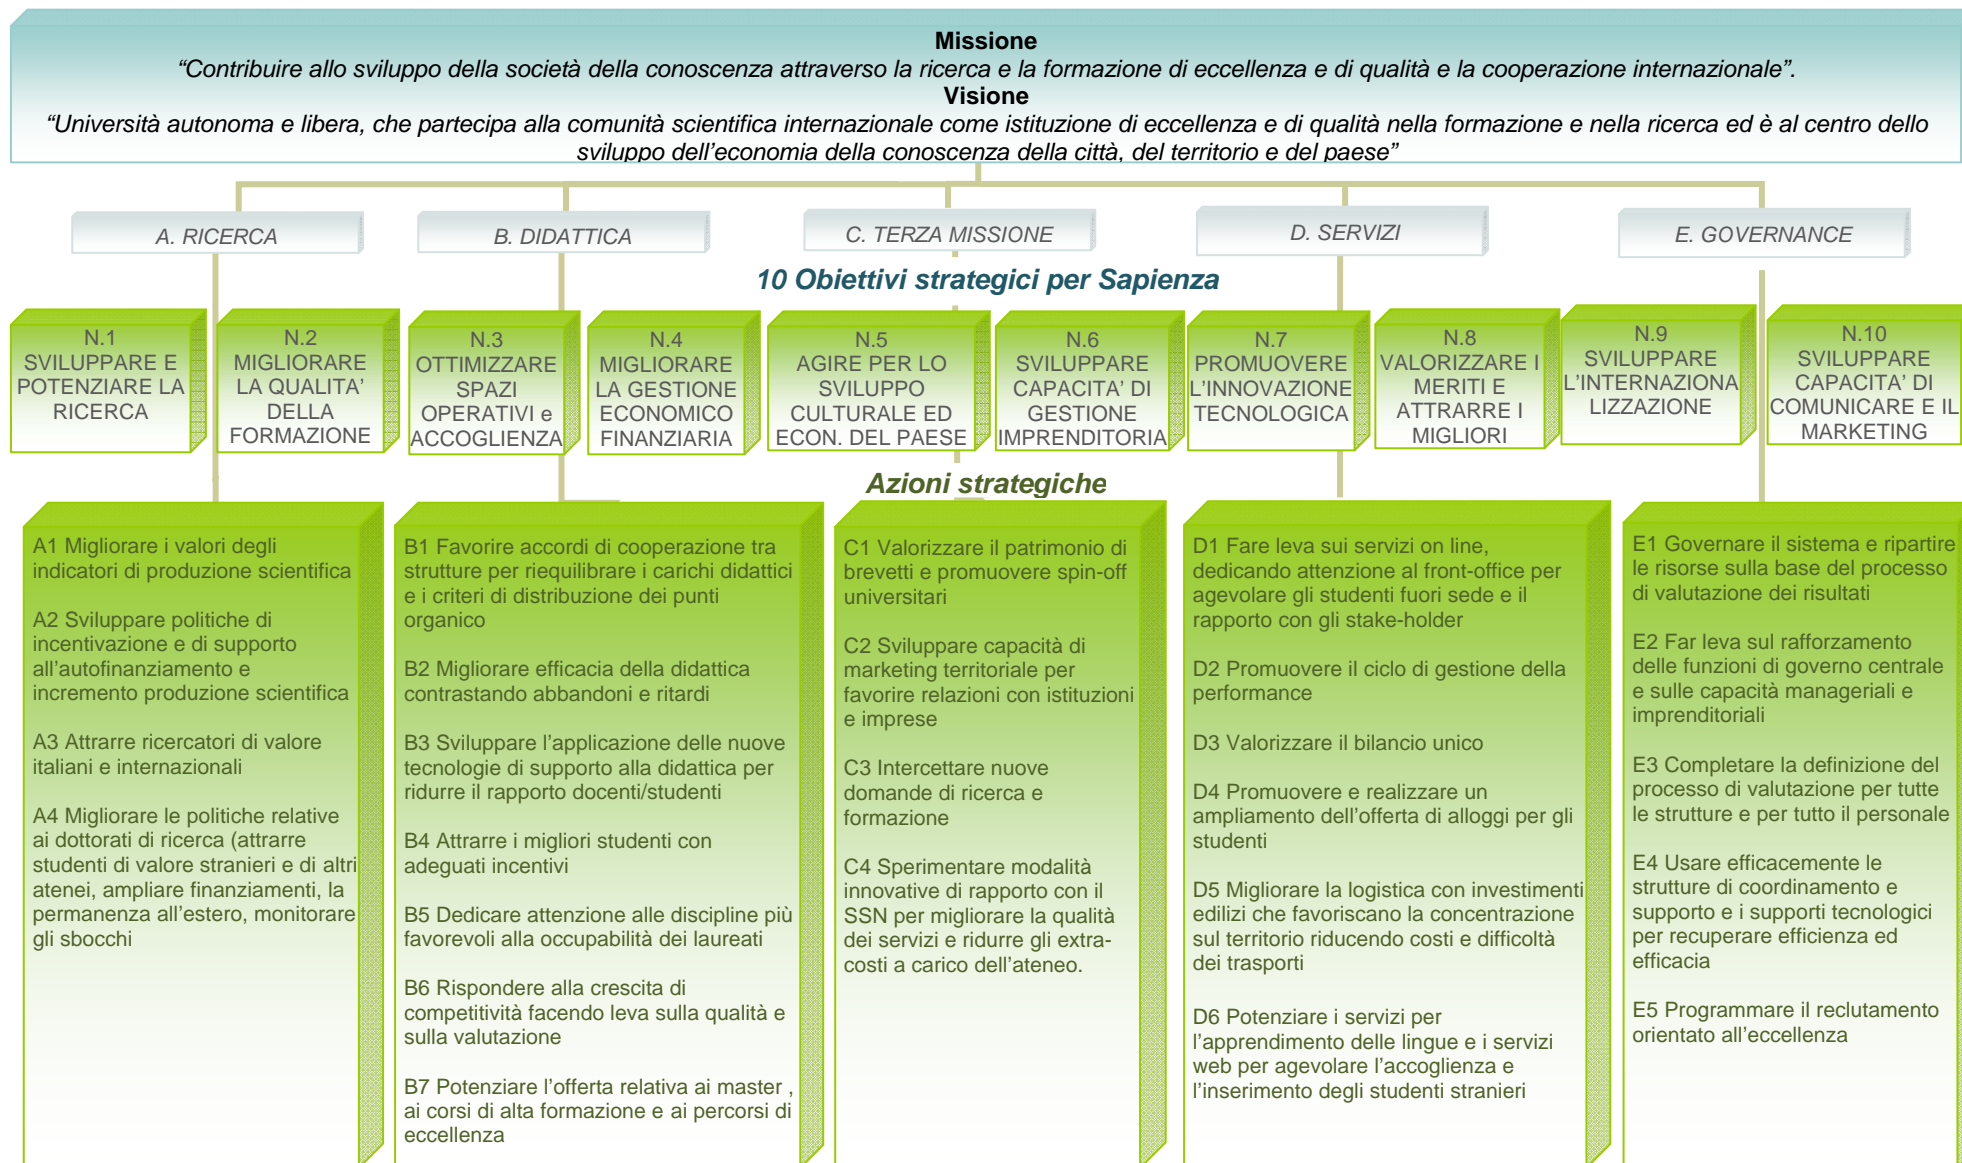 Missione
“Contribuire allo sviluppo della società della conoscenza attraverso la ricerca e la formazione di eccellenza e di qualità e la cooperazione internazionale”.
Visione
“Università autonoma e libera, che partecipa alla comunità scientifica internazionale come istituzione di eccellenza e di qualità nella formazione e nella ricerca ed è al centro dello
sviluppo dell’economia della conoscenza della città, del territorio e del paese”
A. RICERCA
B. DIDATTICA
C. TERZA MISSIONE
D. SERVIZI
E. GOVERNANCE
10 Obiettivi strategici per Sapienza
N.1
SVILUPPARE E
POTENZIARE LA
RICERCA
N.2
MIGLIORARE
LA QUALITA’
DELLA
FORMAZIONE
N.3
OTTIMIZZARE
SPAZI
OPERATIVI e
ACCOGLIENZA
N.4
MIGLIORARE
LA GESTIONE
ECONOMICO
FINANZIARIA
N.5
AGIRE PER LO
SVILUPPO
CULTURALE ED
ECON. DEL PAESE
N.6
SVILUPPARE
CAPACITA’ DI
GESTIONE
IMPRENDITORIA
N.7
PROMUOVERE
L’INNOVAZIONE
TECNOLOGICA
N.8
VALORIZZARE I
MERITI E
ATTRARRE I
MIGLIORI
N.9
SVILUPPARE
L’INTERNAZIONA
LIZZAZIONE
N.10
SVILUPPARE
CAPACITA’ DI
COMUNICARE E IL
MARKETING
Azioni strategiche
A1 Migliorare i valori degli
indicatori di produzione scientifica
A2 Sviluppare politiche di
incentivazione e di supporto
all’autofinanziamento e
incremento produzione scientifica
A3 Attrarre ricercatori di valore
italiani e internazionali
A4 Migliorare le politiche relative
ai dottorati di ricerca (attrarre
studenti di valore stranieri e di altri
atenei, ampliare finanziamenti, la
permanenza all’estero, monitorare
gli sbocchi
B1 Favorire accordi di cooperazione tra
strutture per riequilibrare i carichi didattici
e i criteri di distribuzione dei punti
organico
B2 Migliorare efficacia della didattica
contrastando abbandoni e ritardi
B3 Sviluppare l’applicazione delle nuove
tecnologie di supporto alla didattica per
ridurre il rapporto docenti/studenti
B4 Attrarre i migliori studenti con
adeguati incentivi
B5 Dedicare attenzione alle discipline più
favorevoli alla occupabilità dei laureati
B6 Rispondere alla crescita di
competitività facendo leva sulla qualità e
sulla valutazione
B7 Potenziare l’offerta relativa ai master ,
ai corsi di alta formazione e ai percorsi di
eccellenza
C1 Valorizzare il patrimonio di
brevetti e promuovere spin-off
universitari
C2 Sviluppare capacità di
marketing territoriale per
favorire relazioni con istituzioni
e imprese
C3 Intercettare nuove
domande di ricerca e
formazione
C4 Sperimentare modalità
innovative di rapporto con il
SSN per migliorare la qualità
dei servizi e ridurre gli extra-
costi a carico dell’ateneo.
D1 Fare leva sui servizi on line,
dedicando attenzione al front-office per
agevolare gli studenti fuori sede e il
rapporto con gli stake-holder
D2 Promuovere il ciclo di gestione della
performance
D3 Valorizzare il bilancio unico
D4 Promuovere e realizzare un
ampliamento dell’offerta di alloggi per gli
studenti
D5 Migliorare la logistica con investimenti
edilizi che favoriscano la concentrazione
sul territorio riducendo costi e difficoltà
dei trasporti
D6 Potenziare i servizi per
l’apprendimento delle lingue e i servizi
web per agevolare l’accoglienza e
l’inserimento degli studenti stranieri
E1 Governare il sistema e ripartire
le risorse sulla base del processo
di valutazione dei risultati
E2 Far leva sul rafforzamento
delle funzioni di governo centrale
e sulle capacità manageriali e
imprenditoriali
E3 Completare la definizione del
processo di valutazione per tutte
le strutture e per tutto il personale
E4 Usare efficacemente le
strutture di coordinamento e
supporto e i supporti tecnologici
per recuperare efficienza ed
efficacia
E5 Programmare il reclutamento
orientato all’eccellenza